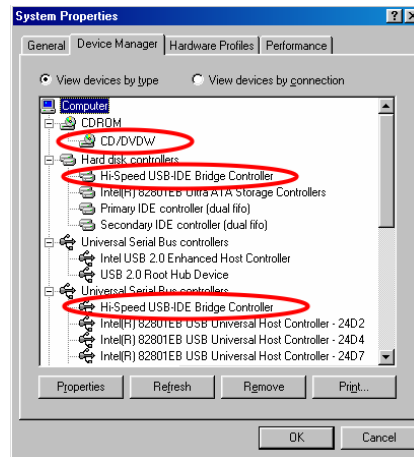 System Properties
General Device Manager Hardware Profiles Performance
View devices by type View devices by connection
Computer
CDROM
CD/DVDW
Hard disk controllers
Hi-Speed USB-IDE Bridge Controller
Intel(R) 82801EB Ultra ATA Storage Controllers
Primary IDE controller (dual fifo)
Secondary IDE controller (dual fifo)
Universal Serial Bus controllers
Intel USB 2.0 Enhanced Host Controller
USB 2.0 Root Hub Device
Universal Serial Bus controllers
Hi-Speed USB-IDE Bridge Controller
Intel(R) 82801EB USB Universal Host Controller - 24D2
Intel(R) 82801EB USB Universal Host Controller - 24D4
Intel(R) 82801EB USB Universal Host Controller - 24D7
Properties Refresh Remove Print...
OK Cancel